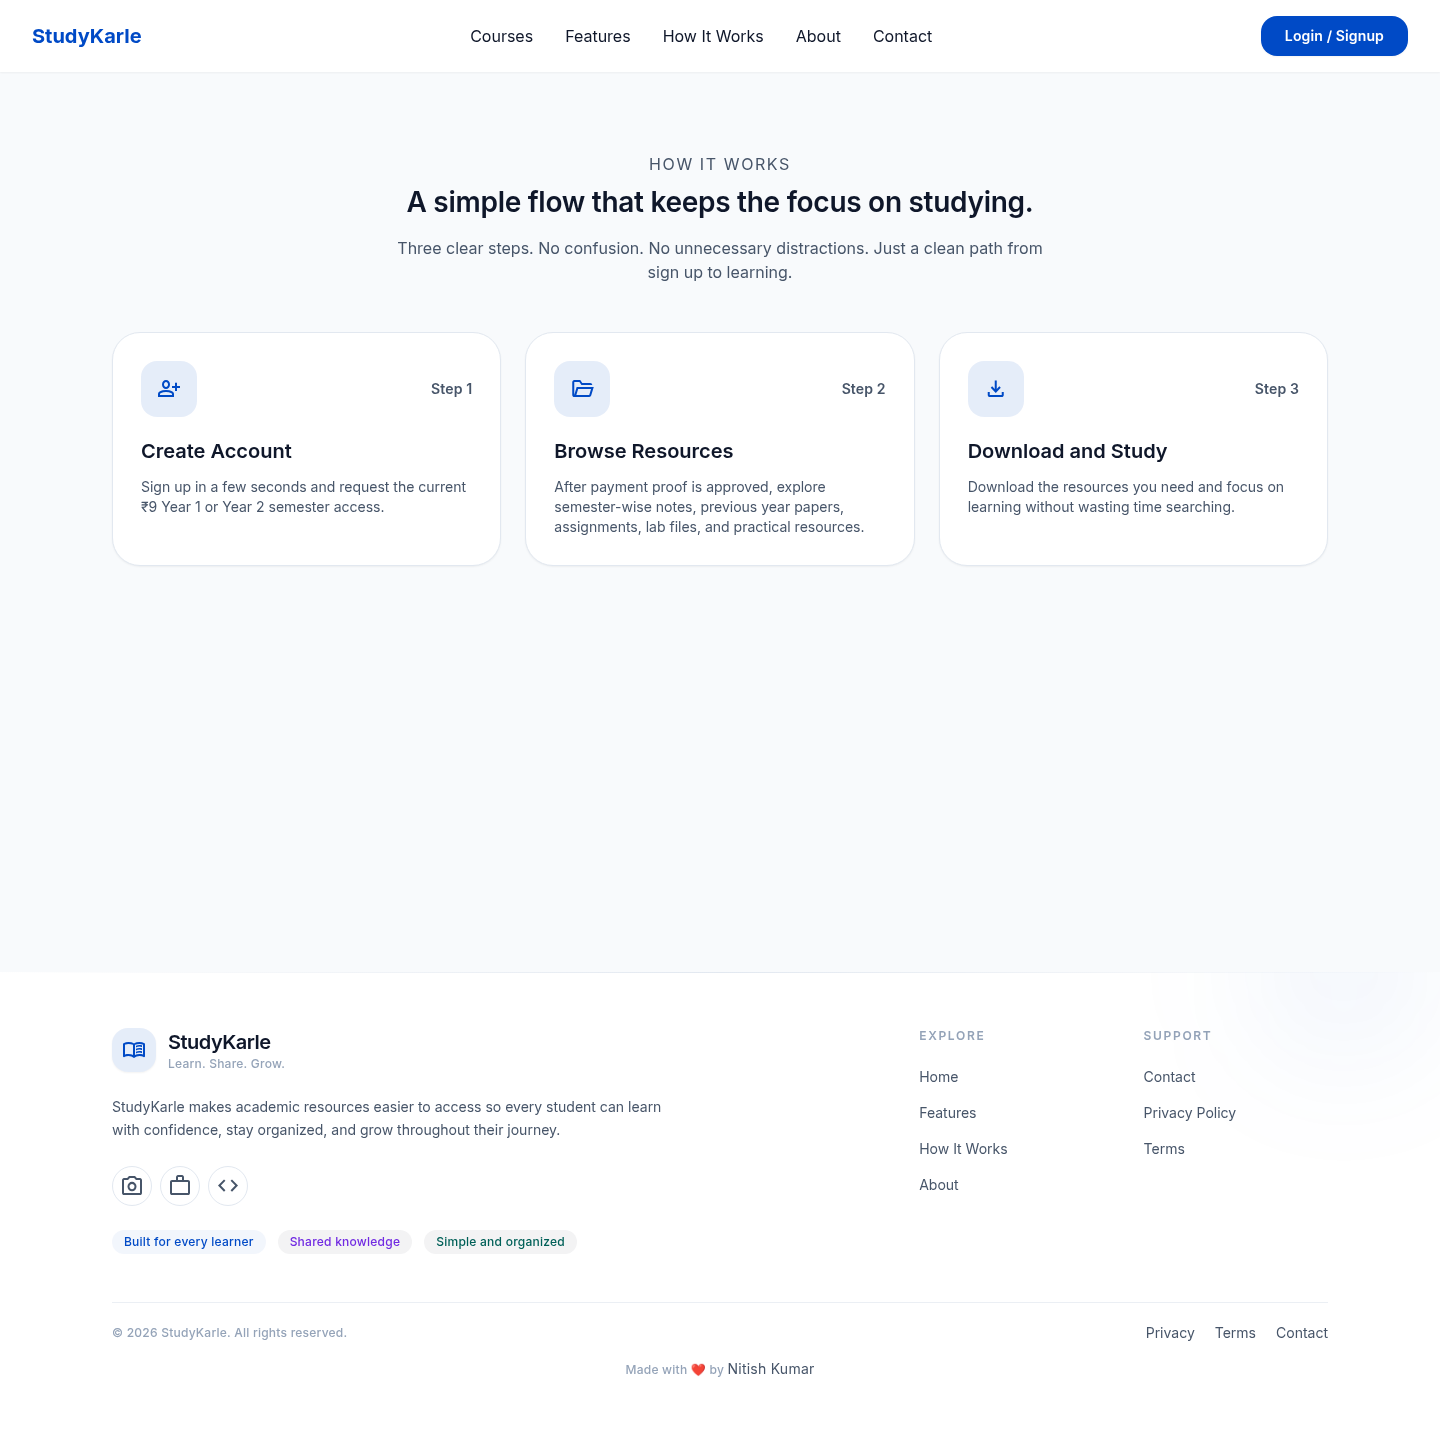 StudyKarle
Courses
Features
How It Works
About
Contact
Login / Signup
HOW IT WORKS
A simple flow that keeps the focus on studying.
Three clear steps. No confusion. No unnecessary distractions. Just a clean path from
sign up to learning.
Step 1
Create Account
Sign up in a few seconds and request the current
₹9 Year 1 or Year 2 semester access.
Step 2
Browse Resources
After payment proof is approved, explore
semester-wise notes, previous year papers,
assignments, lab files, and practical resources.
Step 3
Download and Study
Download the resources you need and focus on
learning without wasting time searching.
StudyKarle
Learn. Share. Grow.
StudyKarle makes academic resources easier to access so every student can learn
with confidence, stay organized, and grow throughout their journey.
Built for every learner
Shared knowledge
Simple and organized
EXPLORE
Home
Features
How It Works
About
SUPPORT
Contact
Privacy Policy
Terms
© 2026 StudyKarle. All rights reserved.
Privacy
Terms
Contact
Made with ❤️ by Nitish Kumar